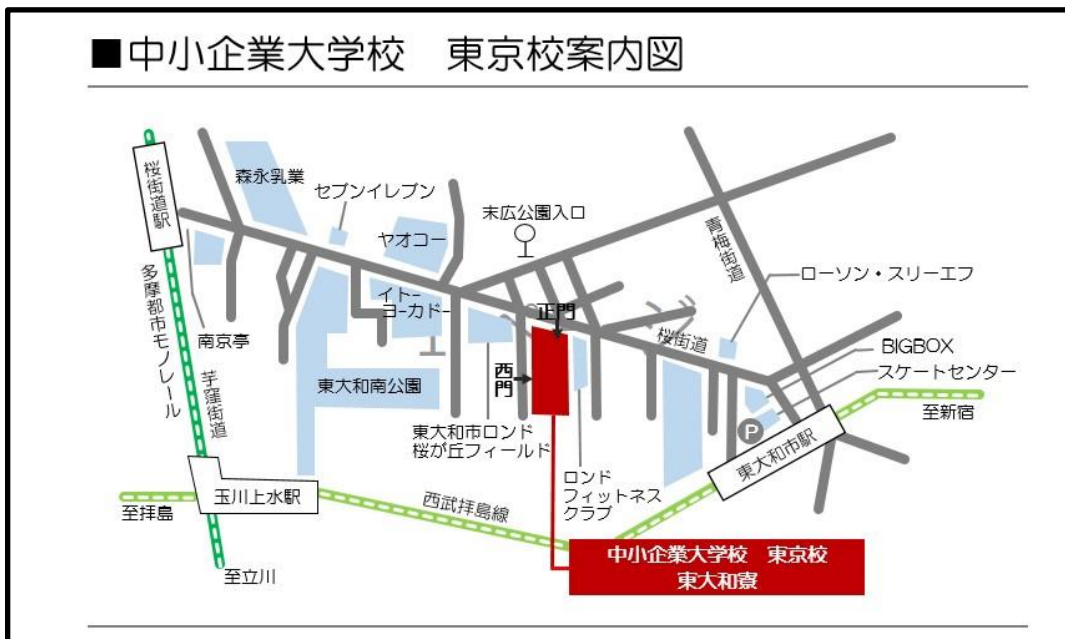 ■中小企業大学校　東京校案内図
桜街道駅
森永乳業
セブンイレブン
ヤオコー
末広公園入口
青梅街道
ローソン・スリーエフ
多摩都市モノレール
芋窪街道
南京亭
イトー
ヨーカドー
正門
桜街道
西門
東大和南公園
BIGBOX
スケートセンター
至新宿
P
東大和市ロンド
桜が丘フィールド
東大和市駅
ロンド
フィットネス
クラブ
玉川上水駅
至拝島
西武拝島線
至立川
中小企業大学校　東京校
東大和寮